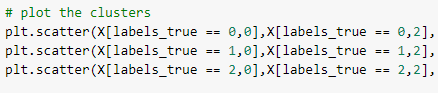 # plot the clusters
plt.scatter(X[labels_true == 0,0],X[labels_true == 0,2],
plt.scatter(X[labels_true == 1,0],X[labels_true == 1,2],
plt.scatter(X[labels_true == 2,0],X[labels_true == 2,2],